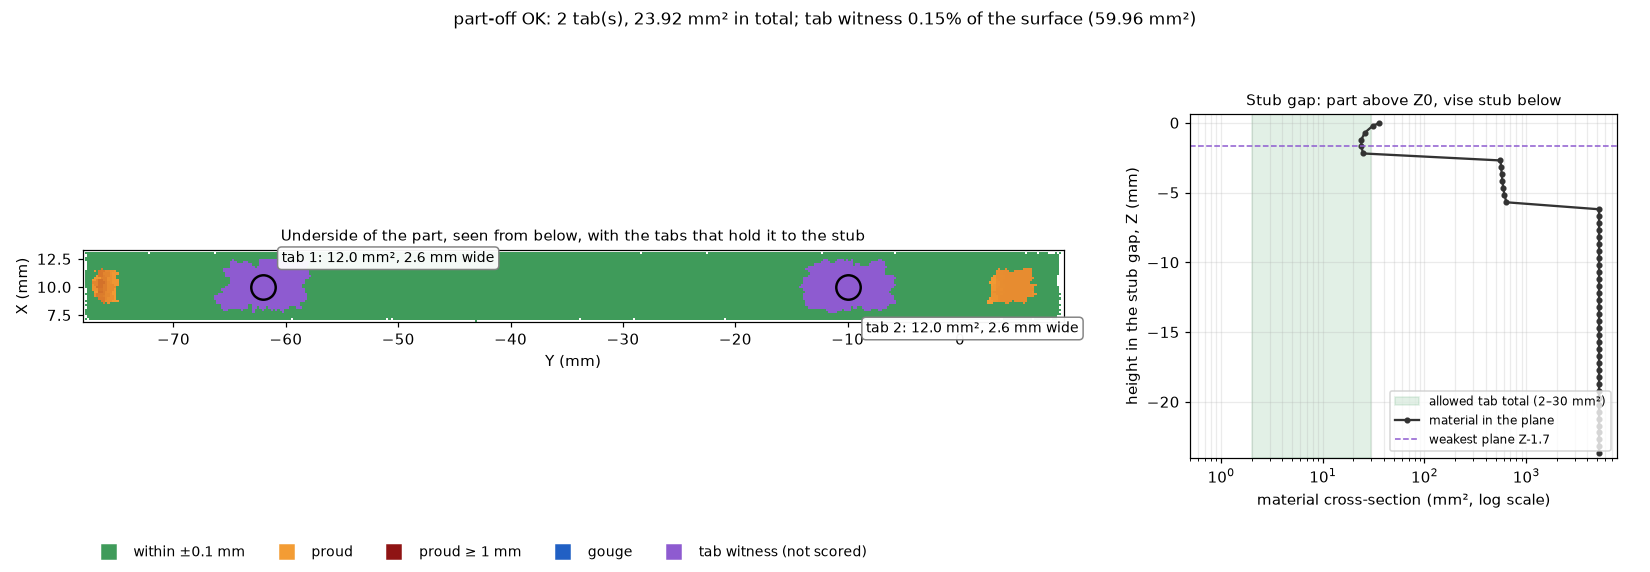 part-off OK: 2 tab(s), 23.92 mm² in total; tab witness 0.15% of the surface (59.96 mm²)
Underside of the part, seen from below, with the tabs that hold it to the stub
tab 1: 12.0 mm², 2.6 mm wide
tab 2: 12.0 mm², 2.6 mm wide
12.5
10.0
7.5
X (mm)
−70 −60 −50 −40 −30 −20 −10 0
Y (mm)
Stub gap: part above Z0, vise stub below
0
−5
−10
−15
−20
height in the stub gap, Z (mm)
allowed tab total (2–30 mm²)
material in the plane
weakest plane Z-1.7
10⁰ 10¹ 10² 10³
material cross-section (mm², log scale)
within ±0.1 mm proud proud ≥ 1 mm gouge tab witness (not scored)